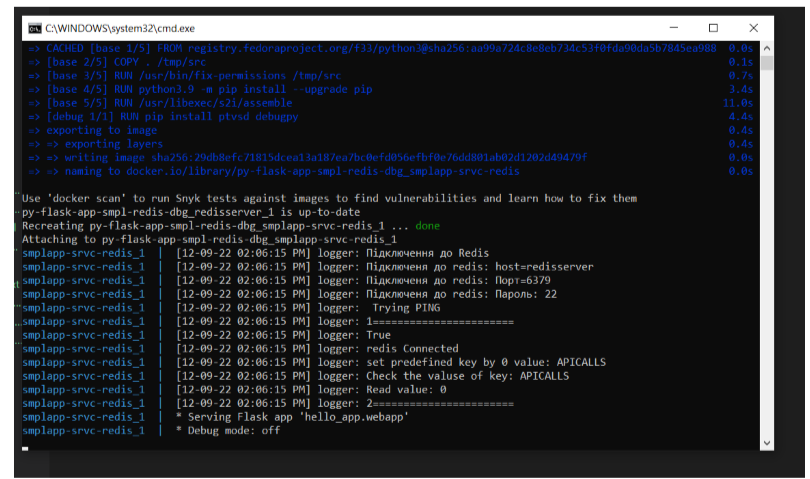 C:\WINDOWS\system32\cmd.exe
=> CACHED [base 1/5] FROM registry.fedoraproject.org/f33/python3@sha256:aa99a724c8e8eb734c53f0fda90da5b7845ea988 0.0s
=> [base 2/5] COPY . /tmp/src 0.1s
=> [base 3/5] RUN /usr/bin/fix-permissions /tmp/src 0.7s
=> [base 4/5] RUN python3.9 -m pip install --upgrade pip 3.4s
=> [base 5/5] RUN /usr/libexec/s2i/assemble 11.0s
=> [debug 1/1] RUN pip install ptvsd debugpy 4.4s
=> exporting to image 0.4s
=> => exporting layers 0.4s
=> => writing image sha256:29db8efc71815dcea13a187ea7bc0efd056efbf0e76dd801ab02d1202d49479f 0.0s
=> => naming to docker.io/library/py-flask-app-smpl-redis-dbg_smplapp-srvc-redis 0.0s
Use 'docker scan' to run Snyk tests against images to find vulnerabilities and learn how to fix them
py-flask-app-smpl-redis-dbg_redisserver_1 is up-to-date
Recreating py-flask-app-smpl-redis-dbg_smplapp-srvc-redis_1 ... done
Attaching to py-flask-app-smpl-redis-dbg_smplapp-srvc-redis_1
smplapp-srvc-redis_1 | [12-09-22 02:06:15 PM] logger: Підключення до Redis
smplapp-srvc-redis_1 | [12-09-22 02:06:15 PM] logger: Підключеня до redis: host=redisserver
smplapp-srvc-redis_1 | [12-09-22 02:06:15 PM] logger: Підключеня до redis: Порт=6379
smplapp-srvc-redis_1 | [12-09-22 02:06:15 PM] logger: Підключеня до redis: Пароль: 22
smplapp-srvc-redis_1 | [12-09-22 02:06:15 PM] logger:  Trying PING
smplapp-srvc-redis_1 | [12-09-22 02:06:15 PM] logger: 1=======================
smplapp-srvc-redis_1 | [12-09-22 02:06:15 PM] logger: True
smplapp-srvc-redis_1 | [12-09-22 02:06:15 PM] logger: redis Connected
smplapp-srvc-redis_1 | [12-09-22 02:06:15 PM] logger: set predefined key by 0 value: APICALLS
smplapp-srvc-redis_1 | [12-09-22 02:06:15 PM] logger: Check the valuse of key: APICALLS
smplapp-srvc-redis_1 | [12-09-22 02:06:15 PM] logger: Read value: 0
smplapp-srvc-redis_1 | [12-09-22 02:06:15 PM] logger: 2=======================
smplapp-srvc-redis_1 | * Serving Flask app 'hello_app.webapp'
smplapp-srvc-redis_1 | * Debug mode: off